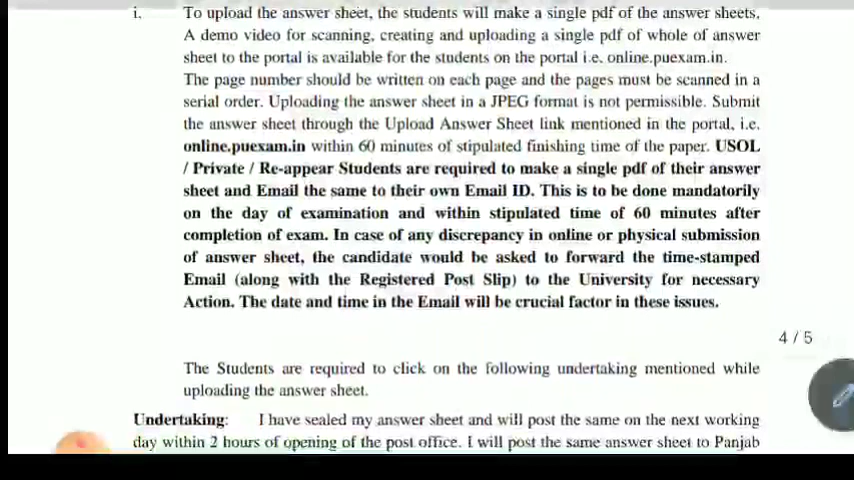 i. To upload the answer sheet, the students will make a single pdf of the answer sheets.
A demo video for scanning, creating and uploading a single pdf of whole of answer
sheet to the portal is available for the students on the portal i.e. online.puexam.in.
The page number should be written on each page and the pages must be scanned in a
serial order. Uploading the answer sheet in a JPEG format is not permissible. Submit
the answer sheet through the Upload Answer Sheet link mentioned in the portal, i.e.
online.puexam.in within 60 minutes of stipulated finishing time of the paper. USOL
/ Private / Re-appear Students are required to make a single pdf of their answer
sheet and Email the same to their own Email ID. This is to be done mandatorily
on the day of examination and within stipulated time of 60 minutes after
completion of exam. In case of any discrepancy in online or physical submission
of answer sheet, the candidate would be asked to forward the time-stamped
Email (along with the Registered Post Slip) to the University for necessary
Action. The date and time in the Email will be crucial factor in these issues.
4 / 5
The Students are required to click on the following undertaking mentioned while
uploading the answer sheet.
Undertaking: I have sealed my answer sheet and will post the same on the next working
day within 2 hours of opening of the post office. I will post the same answer sheet to Panjab